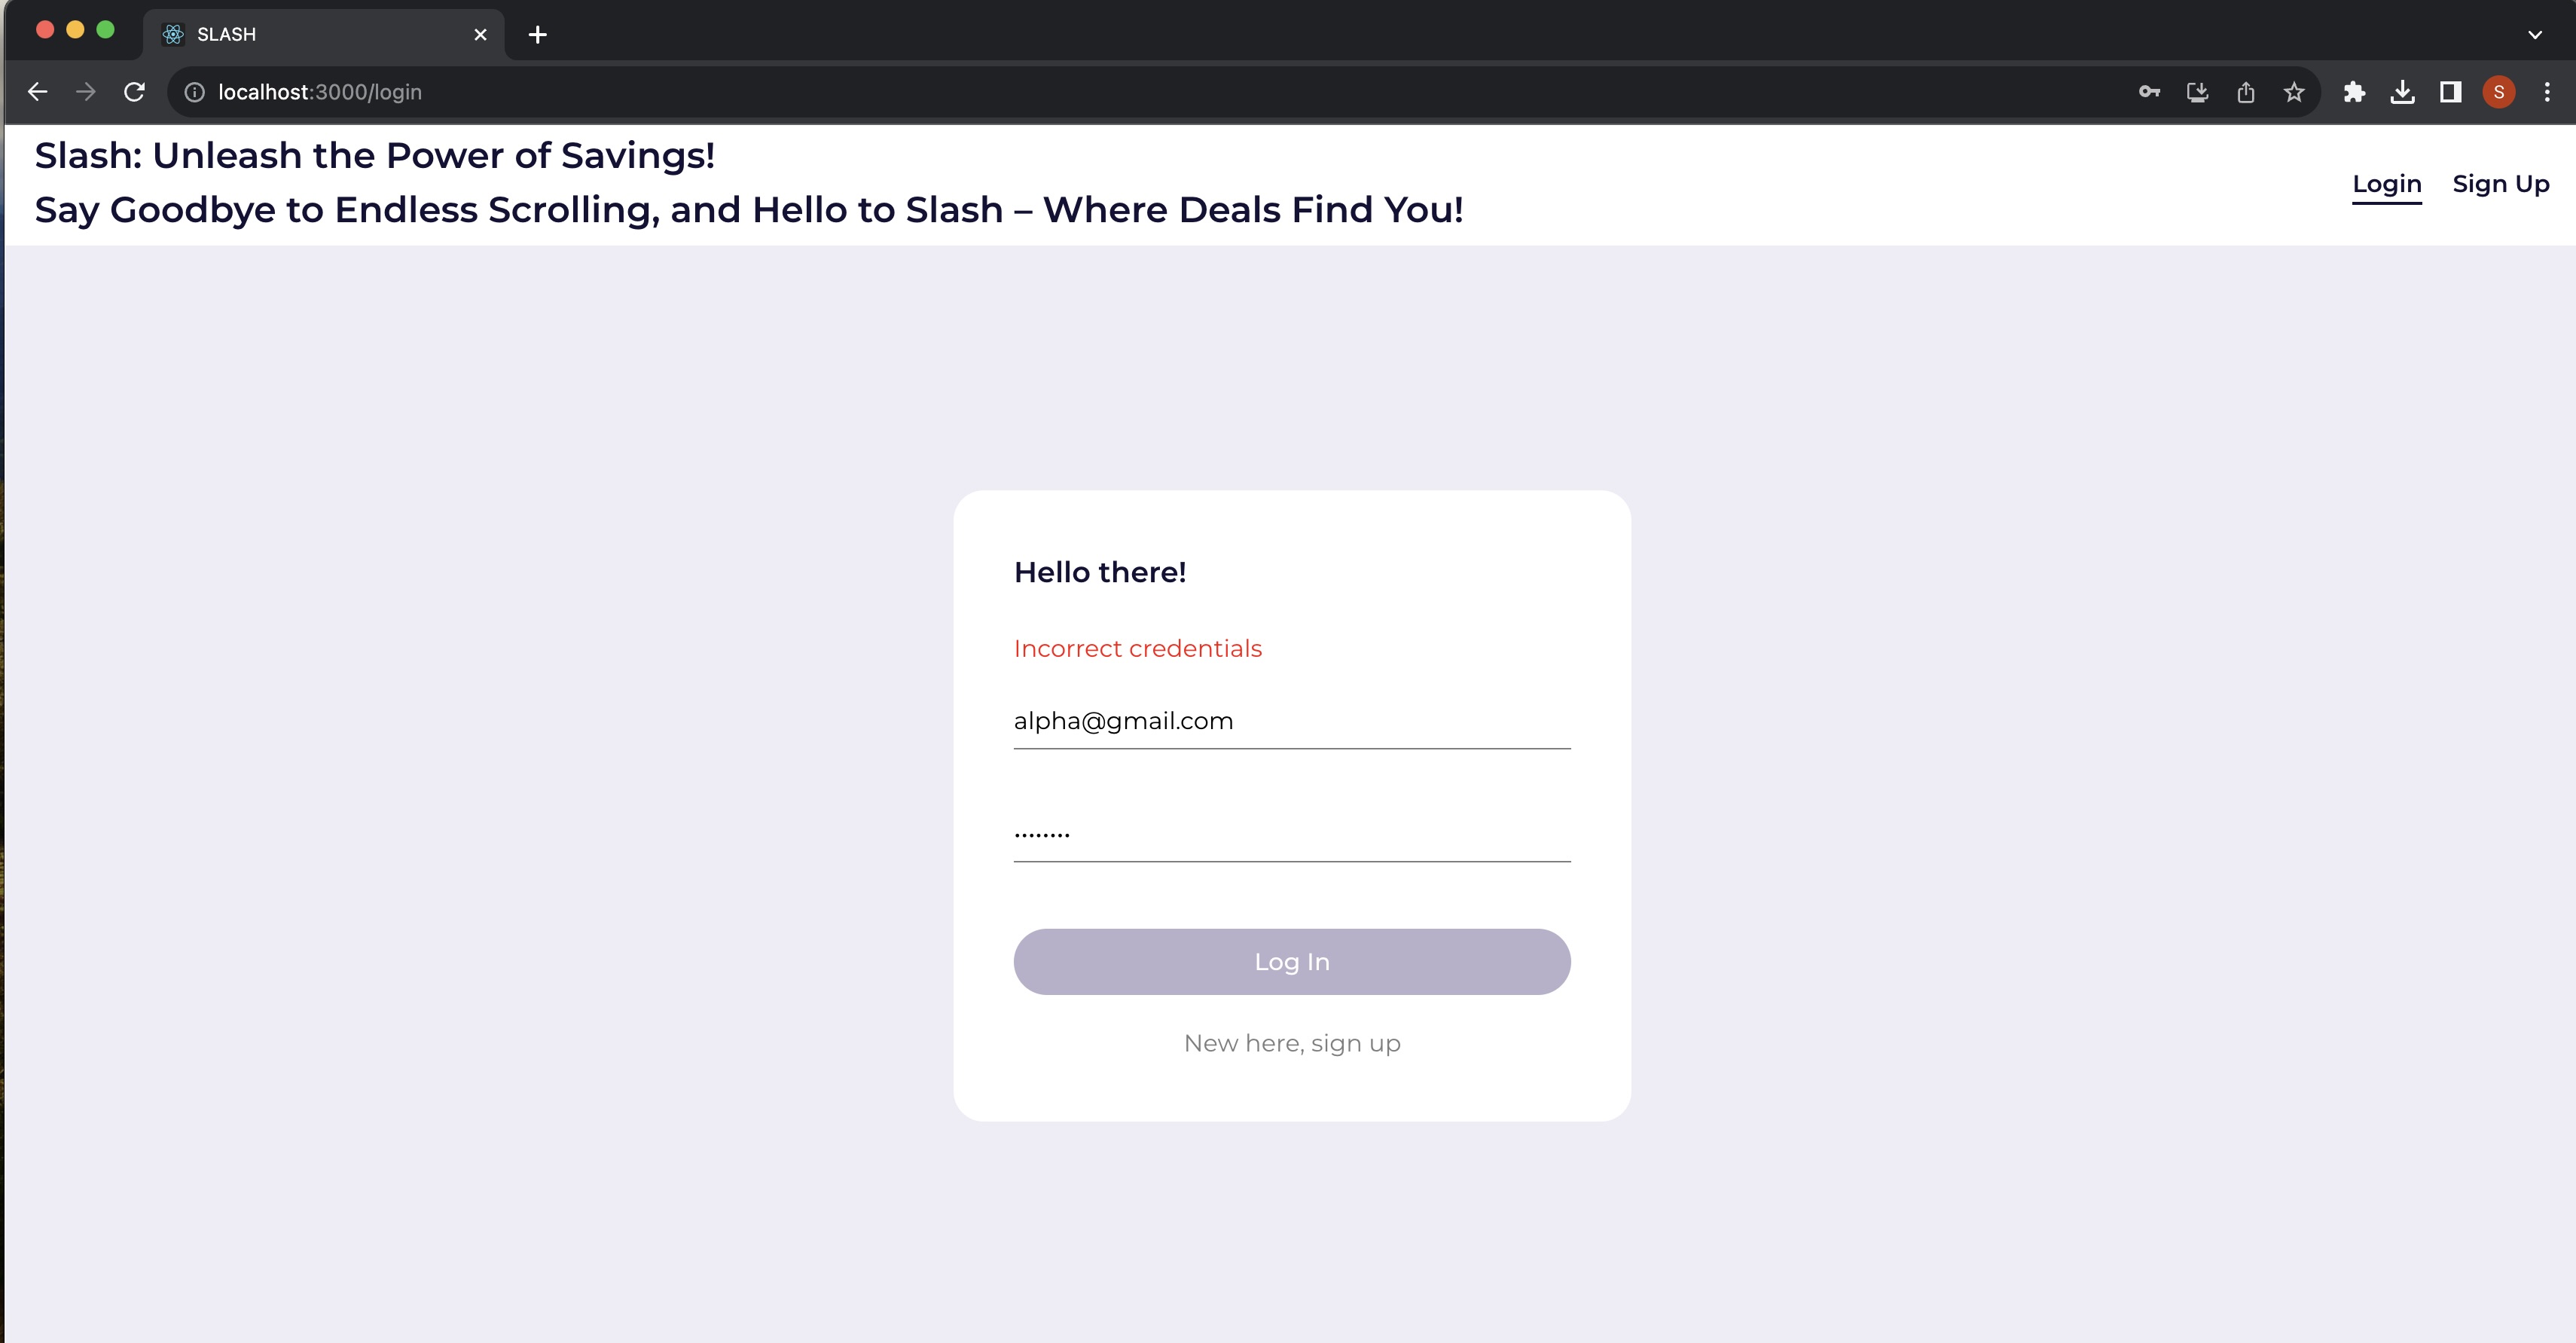 SLASH
localhost:3000/login
S
Slash: Unleash the Power of Savings!
Say Goodbye to Endless Scrolling, and Hello to Slash – Where Deals Find You!
Login Sign Up
Hello there!
Incorrect credentials
alpha@gmail.com
........
Log In
New here, sign up